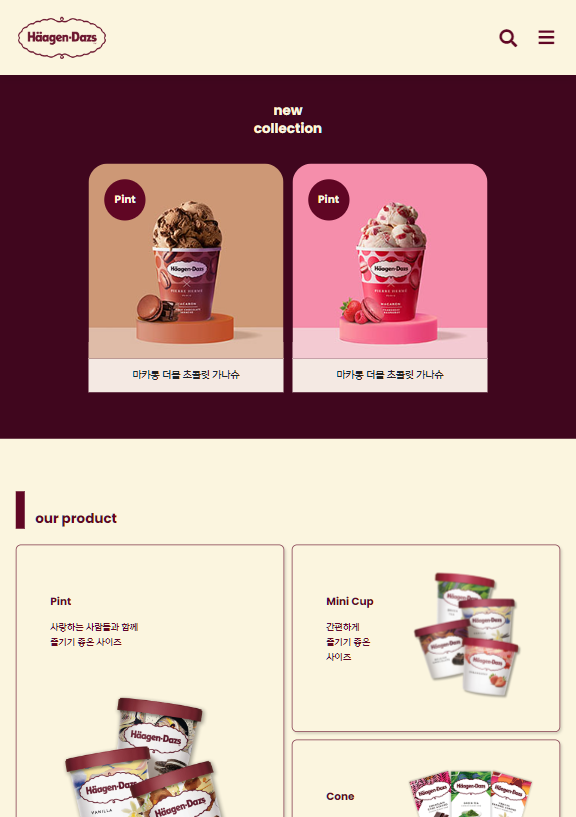 Häagen-Dazs
new
collection
Pint
Pint
Häagen-Dazs
PIERRE HERMÉ
PARIS
MACARON
Häagen-Dazs
PIERRE HERMÉ
PARIS
MACARON
마카롱 더블 초콜릿 가나슈
마카롱 더블 초콜릿 가나슈
our product
Pint
사랑하는 사람들과 함께
즐기기 좋은 사이즈
Häagen-Dazs
Häagen-Dazs
VANILLA
Häagen-Dazs
Mini Cup
간편하게
즐기기 좋은
사이즈
Häagen-Dazs
Häagen-Dazs
Häagen-Dazs
Cone
Häagen-Dazs
Häagen-Dazs
Häagen-Dazs